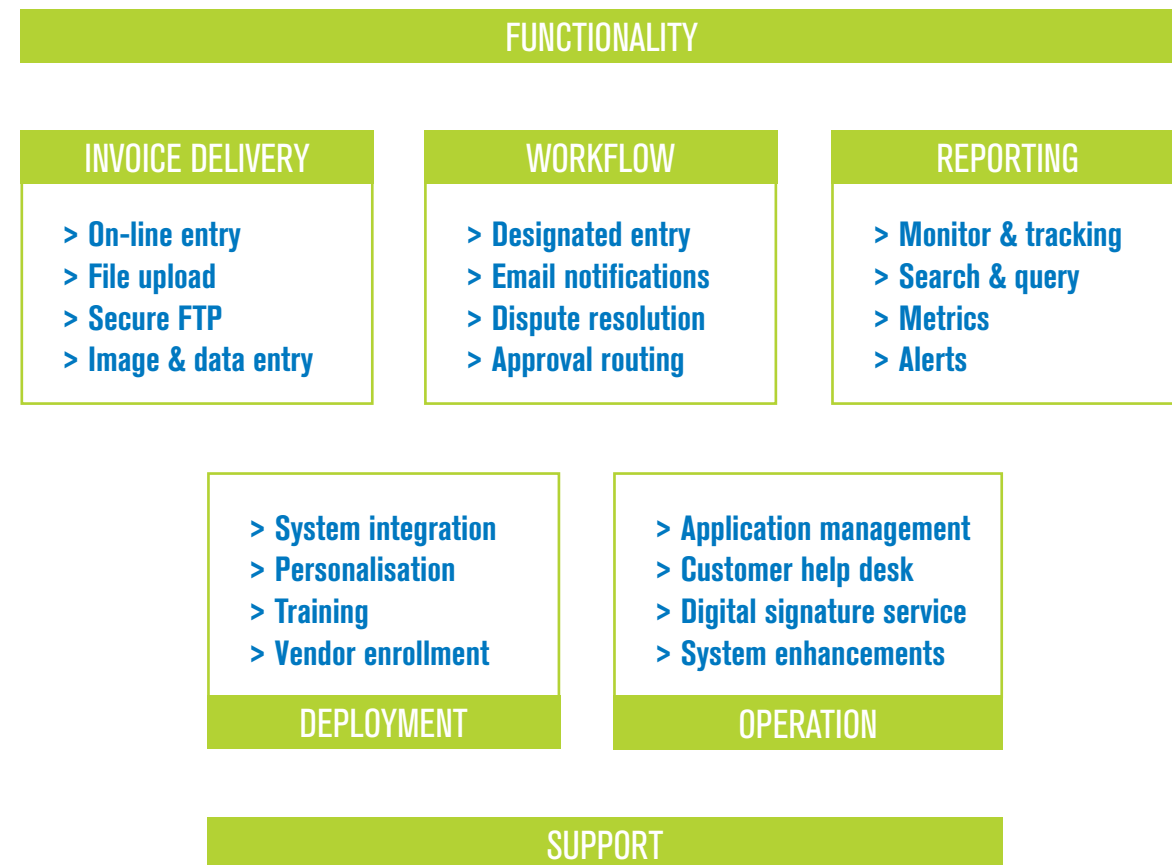 FUNCTIONALITY
INVOICE DELIVERY
> On-line entry
> File upload
> Secure FTP
> Image & data entry
WORKFLOW
> Designated entry
> Email notifications
> Dispute resolution
> Approval routing
REPORTING
> Monitor & tracking
> Search & query
> Metrics
> Alerts
> System integration
> Personalisation
> Training
> Vendor enrollment
DEPLOYMENT
> Application management
> Customer help desk
> Digital signature service
> System enhancements
OPERATION
SUPPORT